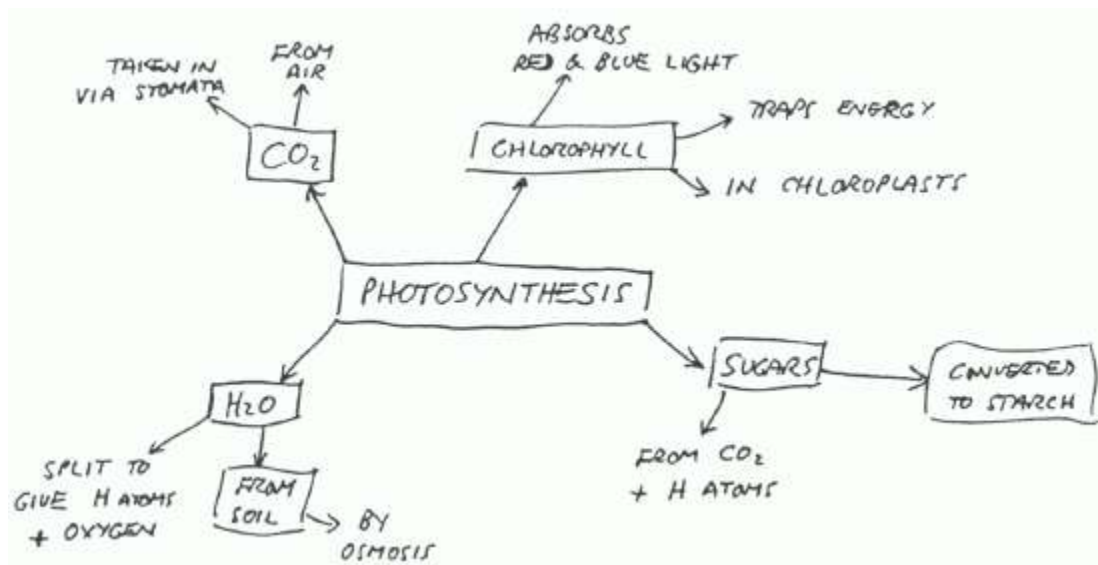 TAKEN IN
VIA STOMATA
FROM
AIR
CO₂
ABSORBS
RED & BLUE LIGHT
CHLOROPHYLL
TRAPS ENERGY
IN CHLOROPLASTS
PHOTOSYNTHESIS
H₂O
SPLIT TO
GIVE H ATOMS
+ OXYGEN
FROM
SOIL
BY
OSMOSIS
SUGARS
FROM CO₂
+ H ATOMS
CONVERTED
TO STARCH